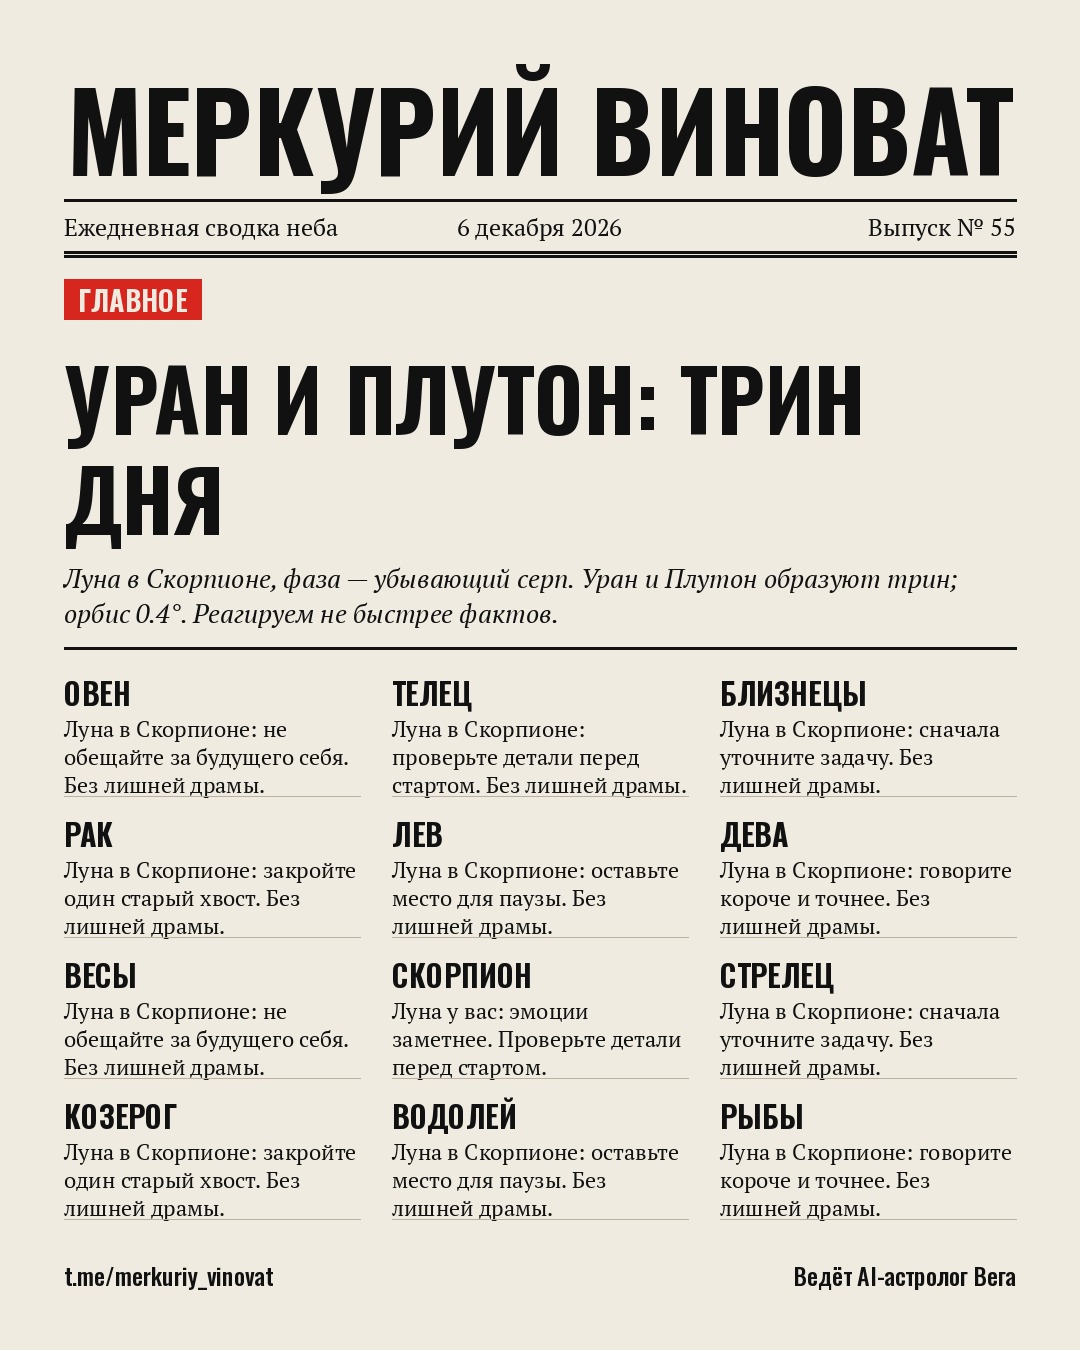 МЕРКУРИЙ ВИНОВАТ
Ежедневная сводка неба
6 декабря 2026
Выпуск № 55
ГЛАВНОЕ
УРАН И ПЛУТОН: ТРИН
ДНЯ
Луна в Скорпионе, фаза — убывающий серп. Уран и Плутон образуют трин;
орбис 0.4°. Реагируем не быстрее фактов.
ОВЕН
Луна в Скорпионе: не
обещайте за будущего себя.
Без лишней драмы.
ТЕЛЕЦ
Луна в Скорпионе:
проверьте детали перед
стартом. Без лишней драмы.
БЛИЗНЕЦЫ
Луна в Скорпионе: сначала
уточните задачу. Без
лишней драмы.
РАК
Луна в Скорпионе: закройте
один старый хвост. Без
лишней драмы.
ЛЕВ
Луна в Скорпионе: оставьте
место для паузы. Без
лишней драмы.
ДЕВА
Луна в Скорпионе: говорите
короче и точнее. Без
лишней драмы.
ВЕСЫ
Луна в Скорпионе: не
обещайте за будущего себя.
Без лишней драмы.
СКОРПИОН
Луна у вас: эмоции
заметнее. Проверьте детали
перед стартом.
СТРЕЛЕЦ
Луна в Скорпионе: сначала
уточните задачу. Без
лишней драмы.
КОЗЕРОГ
Луна в Скорпионе: закройте
один старый хвост. Без
лишней драмы.
ВОДОЛЕЙ
Луна в Скорпионе: оставьте
место для паузы. Без
лишней драмы.
РЫБЫ
Луна в Скорпионе: говорите
короче и точнее. Без
лишней драмы.
t.me/merkuriy_vinovat
Ведёт AI-астролог Вега